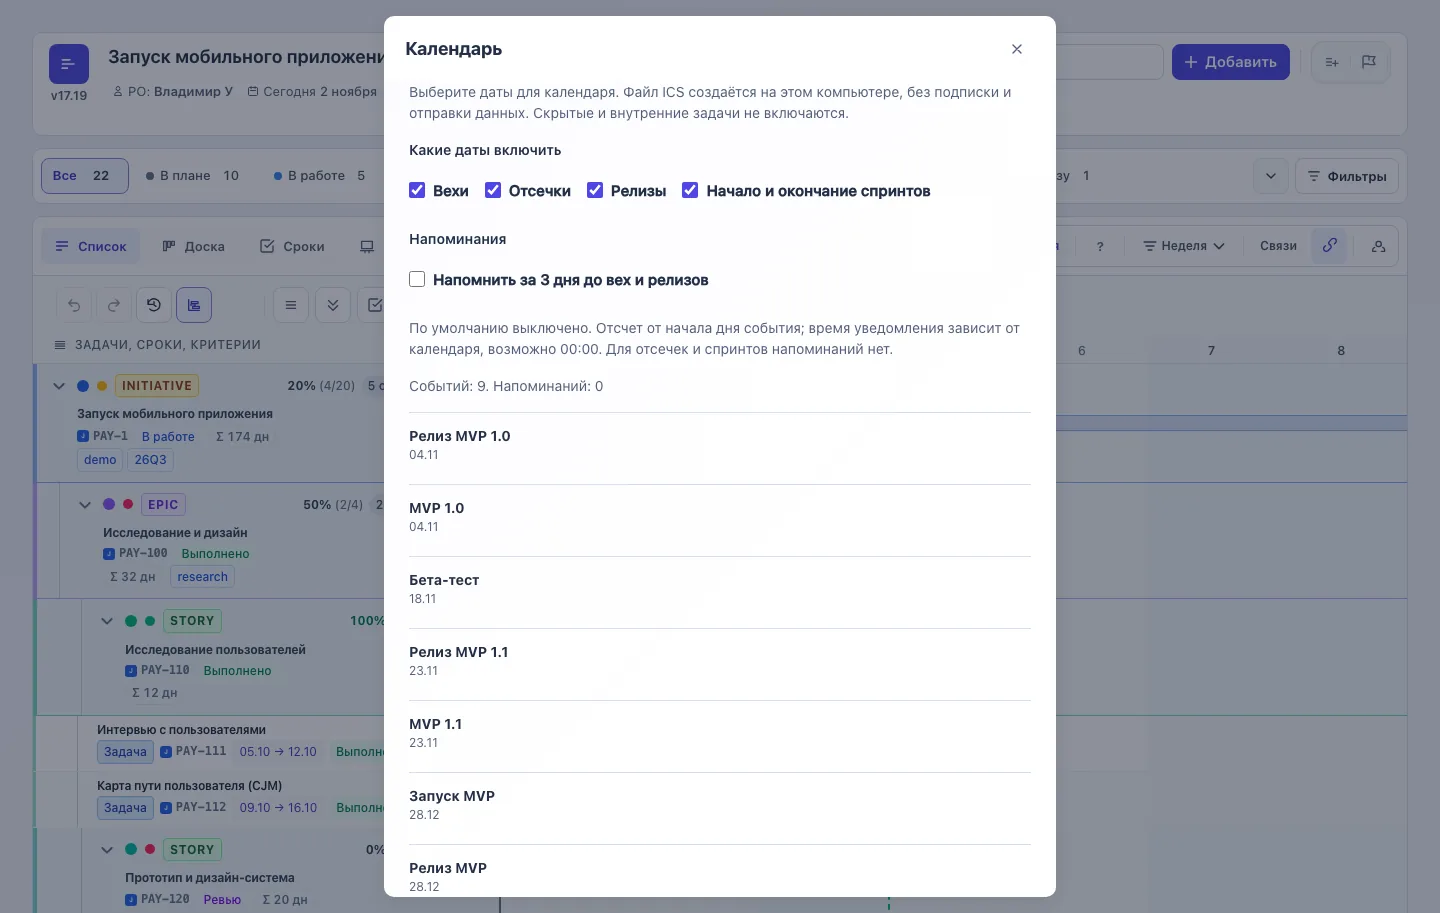 Запуск мобильного приложени
v17.19
РО: Владимир У
Сегодня 2 ноября
Добавить
Все 22
В плане 10
В работе 5
зу 1
Фильтры
Список
Доска
Сроки
?
Неделя
Связи
ЗАДАЧИ, СРОКИ, КРИТЕРИИ
6 7 8
INITIATIVE
20% (4/20)
Запуск мобильного приложения
PAY-1 В работе Σ 174 дн
demo 26Q3
EPIC
50% (2/4)
Исследование и дизайн
PAY-100 Выполнено
Σ 32 дн research
STORY
100%
Исследование пользователей
PAY-110 Выполнено
Σ 12 дн
Интервью с пользователями
Задача PAY-111 05.10 → 12.10 Выполн
Карта пути пользователя (CJM)
Задача PAY-112 09.10 → 16.10 Выполн
STORY
0%
Прототип и дизайн-система
PAY-120 Ревью Σ 20 дн
Календарь
Выберите даты для календаря. Файл ICS создаётся на этом компьютере, без подписки и
отправки данных. Скрытые и внутренние задачи не включаются.
Какие даты включить
Вехи Отсечки Релизы Начало и окончание спринтов
Напоминания
Напомнить за 3 дня до вех и релизов
По умолчанию выключено. Отсчет от начала дня события; время уведомления зависит от
календаря, возможно 00:00. Для отсечек и спринтов напоминаний нет.
Событий: 9. Напоминаний: 0
Релиз MVP 1.0
04.11
MVP 1.0
04.11
Бета-тест
18.11
Релиз MVP 1.1
23.11
MVP 1.1
23.11
Запуск MVP
28.12
Релиз MVP
28.12